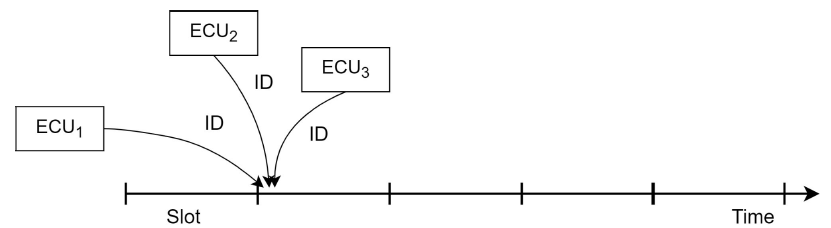 ECU₂
ID
ECU₃
ECU₁
ID
ID
Slot
Time